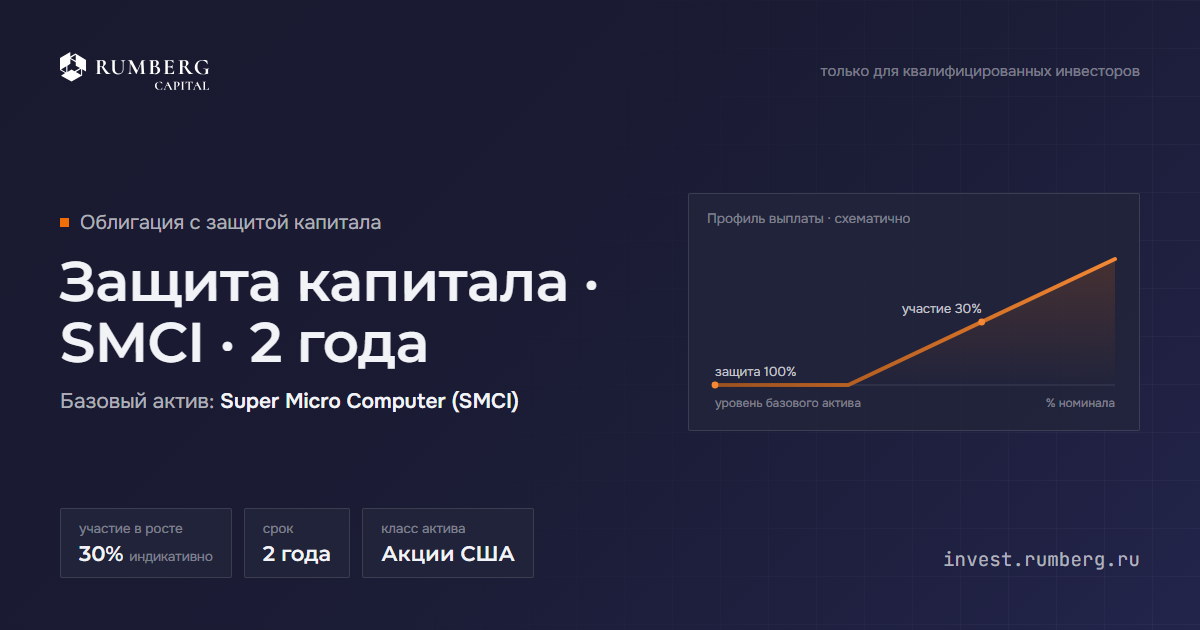 RUMBERG
CAPITAL
только для квалифицированных инвесторов
Облигация с защитой капитала
Защита капитала ·
SMCI · 2 года
Базовый актив: Super Micro Computer (SMCI)
Профиль выплаты · схематично
участие 30%
защита 100%
уровень базового актива
% номинала
участие в росте
30% индикативно
срок
2 года
класс актива
Акции США
invest.rumberg.ru